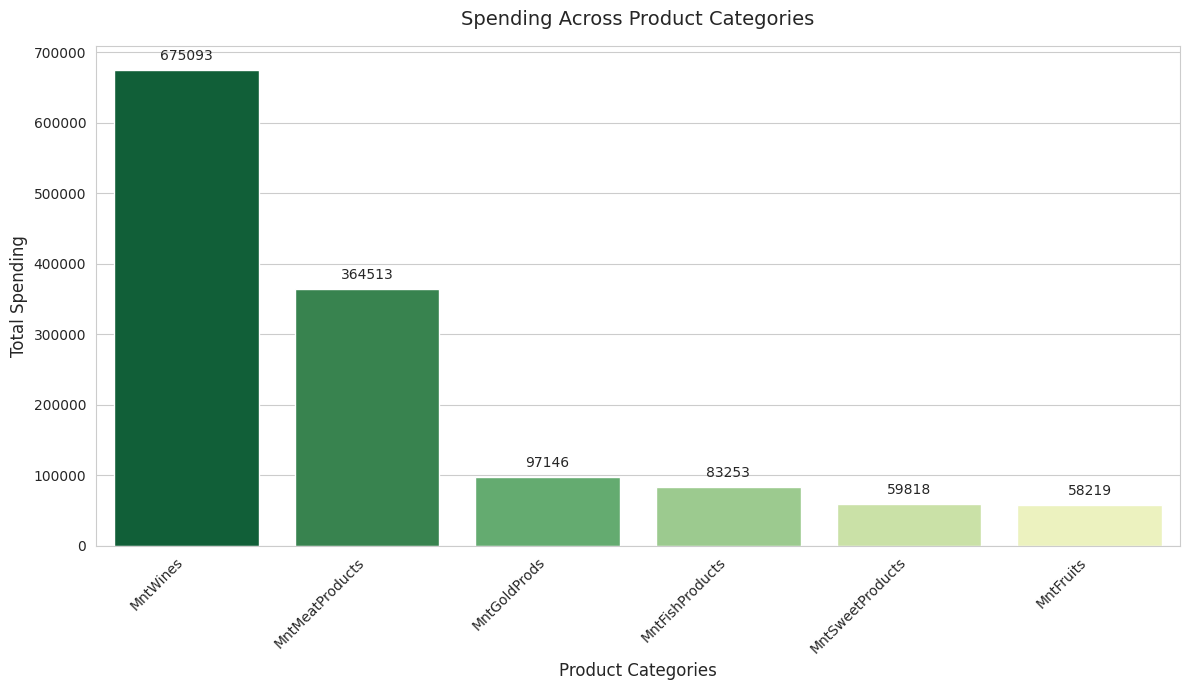 Spending Across Product Categories
Total Spending
700000
600000
500000
400000
300000
200000
100000
0
675093
364513
97146
83253
59818
58219
MntWines
MntMeatProducts
MntGoldProds
MntFishProducts
MntSweetProducts
MntFruits
Product Categories